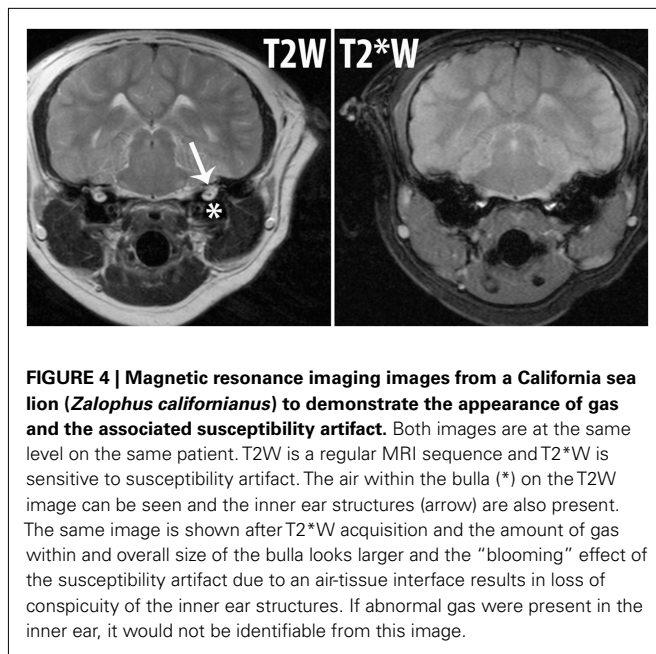 T2W T2*W
*
FIGURE 4 | Magnetic resonance imaging images from a California sea
lion (Zalophus californianus) to demonstrate the appearance of gas
and the associated susceptibility artifact. Both images are at the same
level on the same patient. T2W is a regular MRI sequence and T2*W is
sensitive to susceptibility artifact. The air within the bulla (*) on the T2W
image can be seen and the inner ear structures (arrow) are also present.
The same image is shown after T2*W acquisition and the amount of gas
within and overall size of the bulla looks larger and the “blooming” effect of
the susceptibility artifact due to an air-tissue interface results in loss of
conspicuity of the inner ear structures. If abnormal gas were present in the
inner ear, it would not be identifiable from this image.